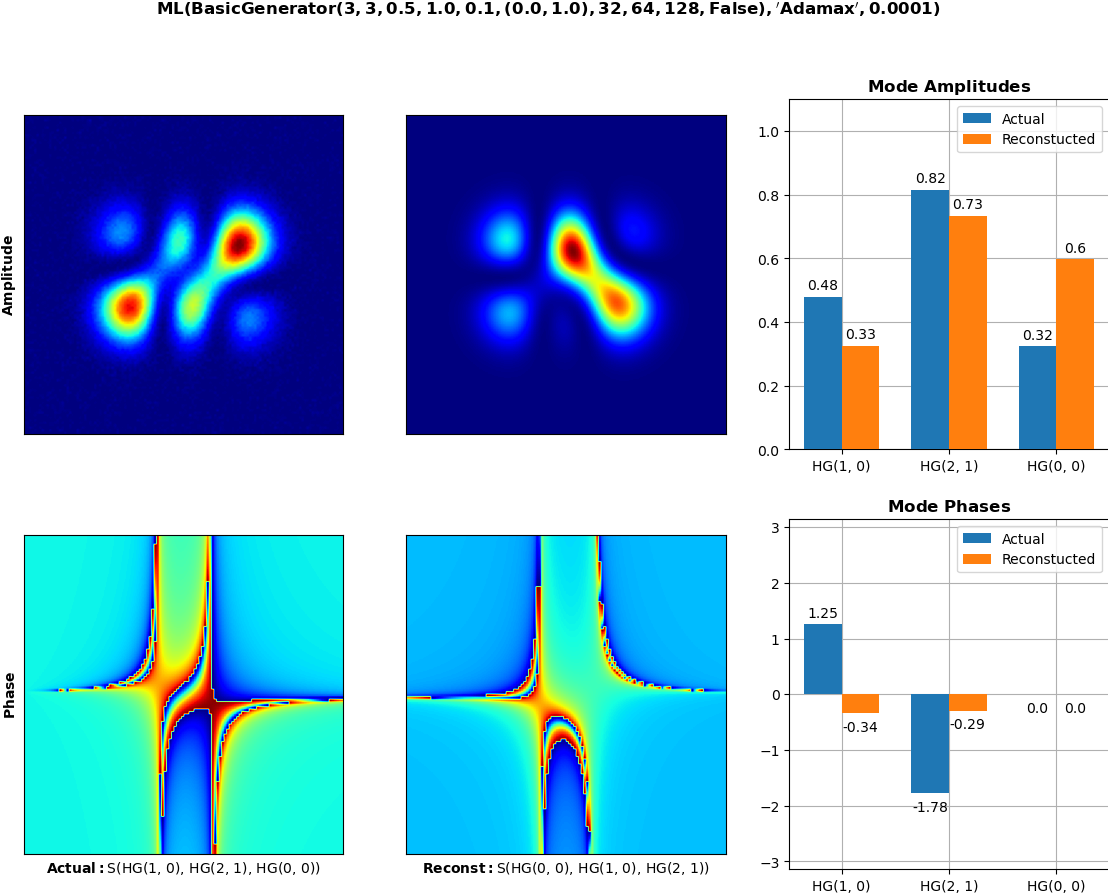 ML(BasicGenerator(3, 3, 0.5, 1.0, 0.1, (0.0, 1.0), 32, 64, 128, False), ′Adamax′, 0.0001)
Amplitude
Mode Amplitudes
Actual
Reconstucted
1.0
0.8
0.6
0.4
0.2
0.0
0.48
0.33
0.82
0.73
0.32
0.6
HG(1, 0)
HG(2, 1)
HG(0, 0)
Phase
Actual: S(HG(1, 0), HG(2, 1), HG(0, 0))
Reconst: S(HG(0, 0), HG(1, 0), HG(2, 1))
Mode Phases
Actual
Reconstucted
3
2
1
0
−1
−2
−3
1.25
-0.34
-1.78
-0.29
0.0
0.0
HG(1, 0)
HG(2, 1)
HG(0, 0)